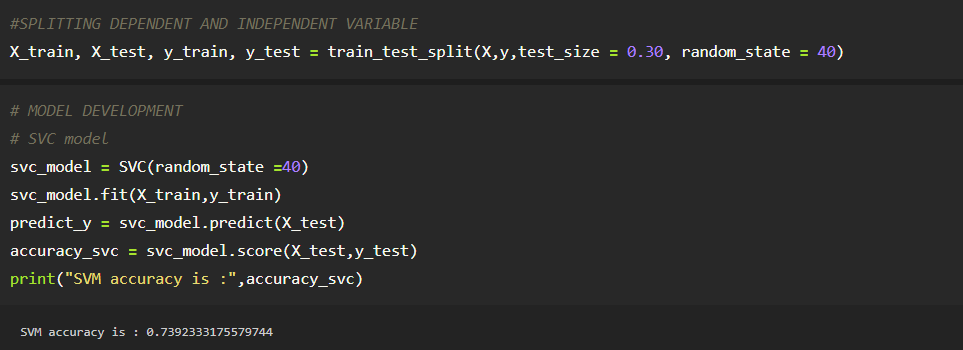 #SPLITTING DEPENDENT AND INDEPENDENT VARIABLE
X_train, X_test, y_train, y_test = train_test_split(X,y,test_size = 0.30, random_state = 40)
# MODEL DEVELOPMENT
# SVC model
svc_model = SVC(random_state =40)
svc_model.fit(X_train,y_train)
predict_y = svc_model.predict(X_test)
accuracy_svc = svc_model.score(X_test,y_test)
print("SVM accuracy is :",accuracy_svc)
SVM accuracy is : 0.7392333175579744